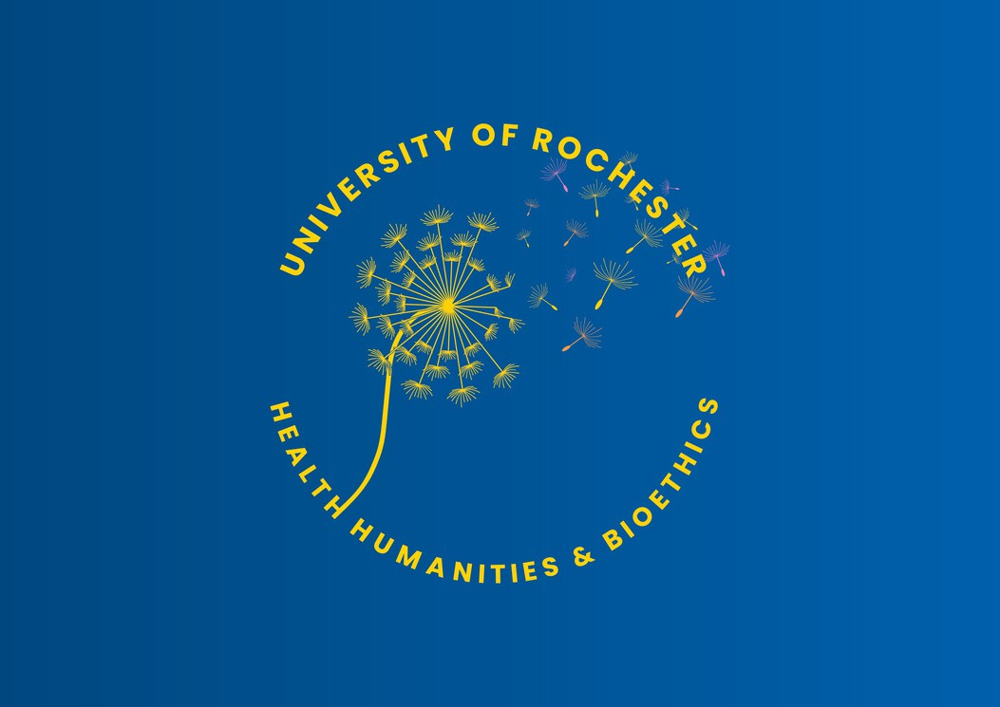 UNIVERSITY OF ROCHESTER
HEALTH HUMANITIES & BIOETHICS